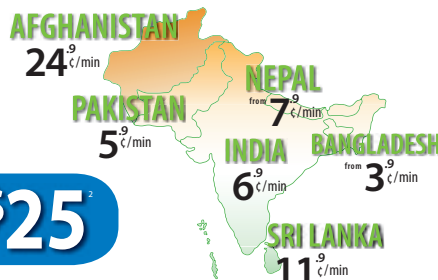 AFGHANISTAN
24.9¢/min
NEPAL
from 7.9¢/min
PAKISTAN
5.9¢/min
INDIA
6.9¢/min
BANGLADESH
from 3.9¢/min
$25²
SRI LANKA
11.9¢/min